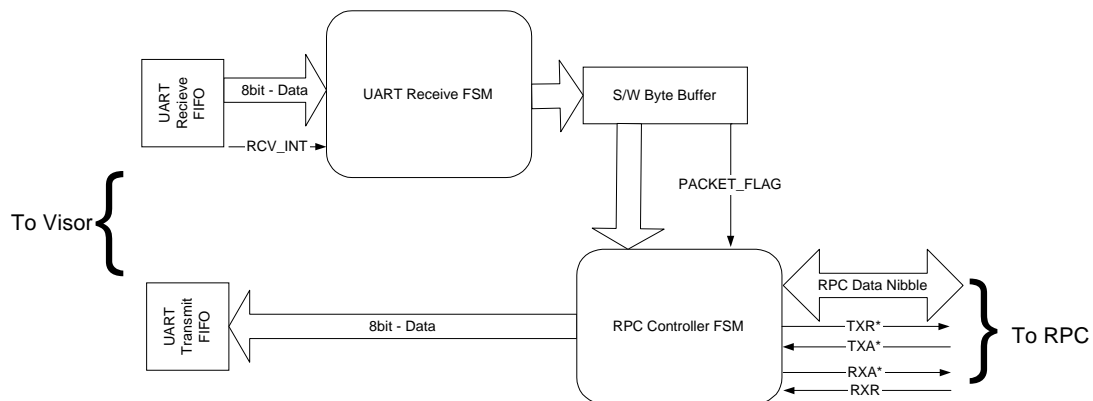 UART
Recieve
FIFO
8bit - Data
RCV_INT
UART Receive FSM
S/W Byte Buffer
PACKET_FLAG
To Visor
UART
Transmit
FIFO
8bit - Data
RPC Controller FSM
RPC Data Nibble
TXR*
TXA*
RXA*
RXR
To RPC